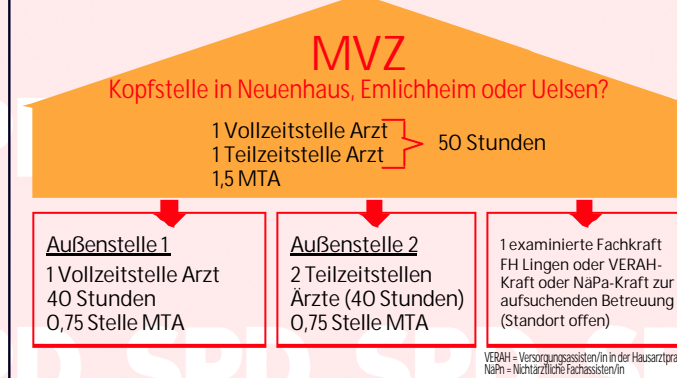 MVZ
Kopfstelle in Neuenhaus, Emlichheim oder Uelsen?
1 Vollzeitstelle Arzt
1 Teilzeitstelle Arzt
50 Stunden
1,5 MTA
Außenstelle 1
1 Vollzeitstelle Arzt
40 Stunden
0,75 Stelle MTA
Außenstelle 2
2 Teilzeitstellen
Ärzte (40 Stunden)
0,75 Stelle MTA
1 examinierte Fachkraft
FH Lingen oder VERAH-
Kraft oder NäPa-Kraft zur
aufsuchenden Betreuung
(Standort offen)
VERAH = Versorgungsassisten/in in der Hausarztpra
NäPn = Nichtärztliche Fachassisten/in
SPD SPD